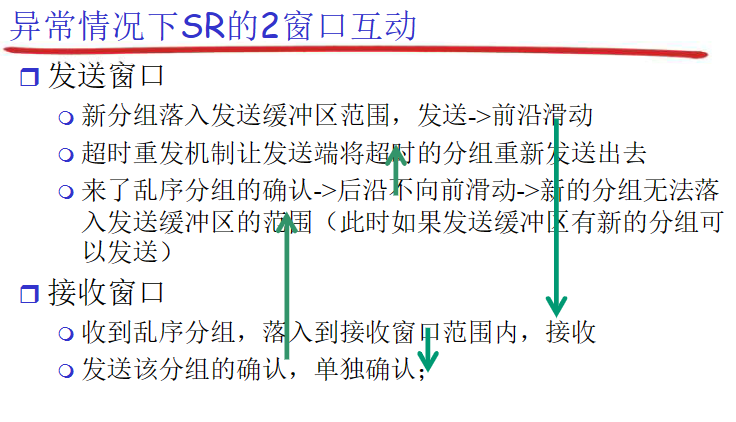 异常情况下SR的2窗口互动
发送窗口
新分组落入发送缓冲区范围，发送->前沿滑动
超时重发机制让发送端将超时的分组重新发送出去
来了乱序分组的确认->后沿不向前滑动->新的分组无法落
入发送缓冲区的范围（此时如果发送缓冲区有新的分组可
以发送）
接收窗口
收到乱序分组，落入到接收窗口范围内，接收
发送该分组的确认，单独确认；